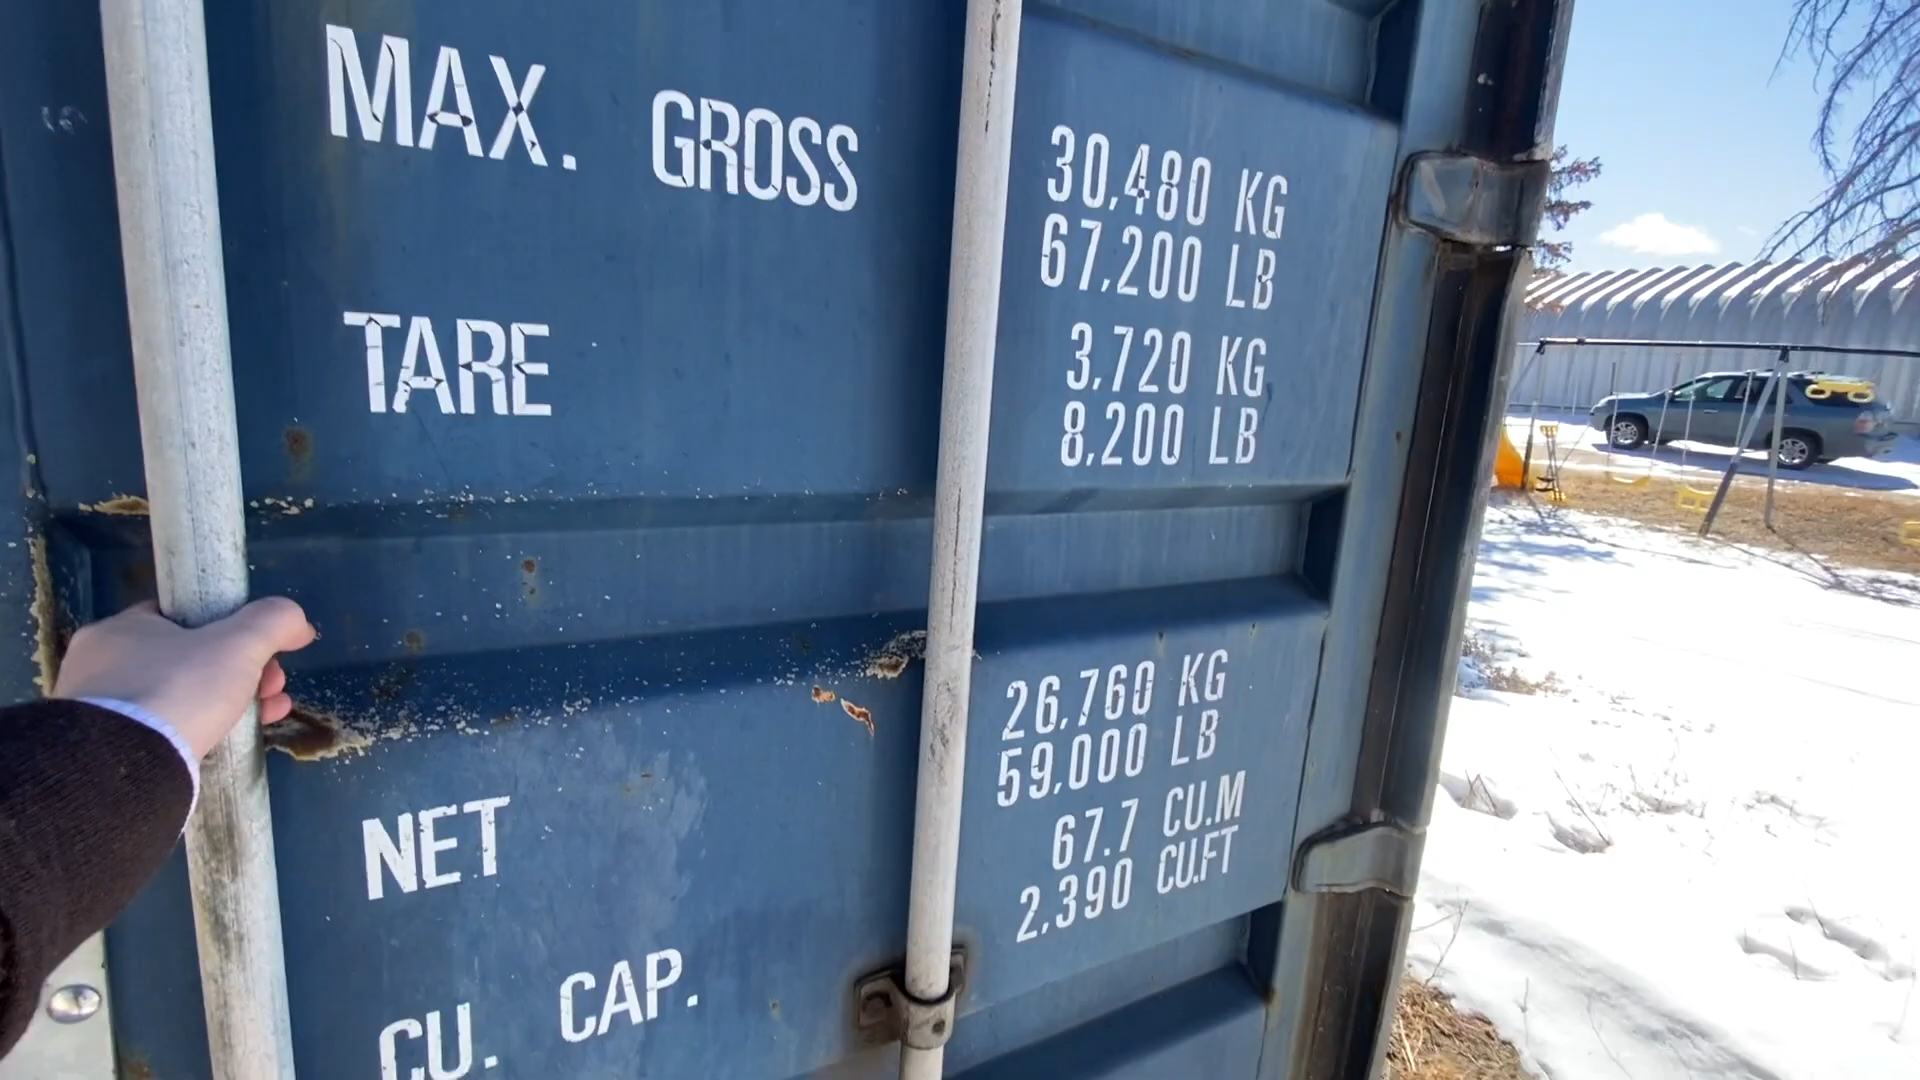 MAX. GROSS 30,480 KG
67,200 LB
TARE 3,720 KG
8,200 LB
NET 26,760 KG
59,000 LB
CU. CAP. 67.7 CU.M
2,390 CU.FT